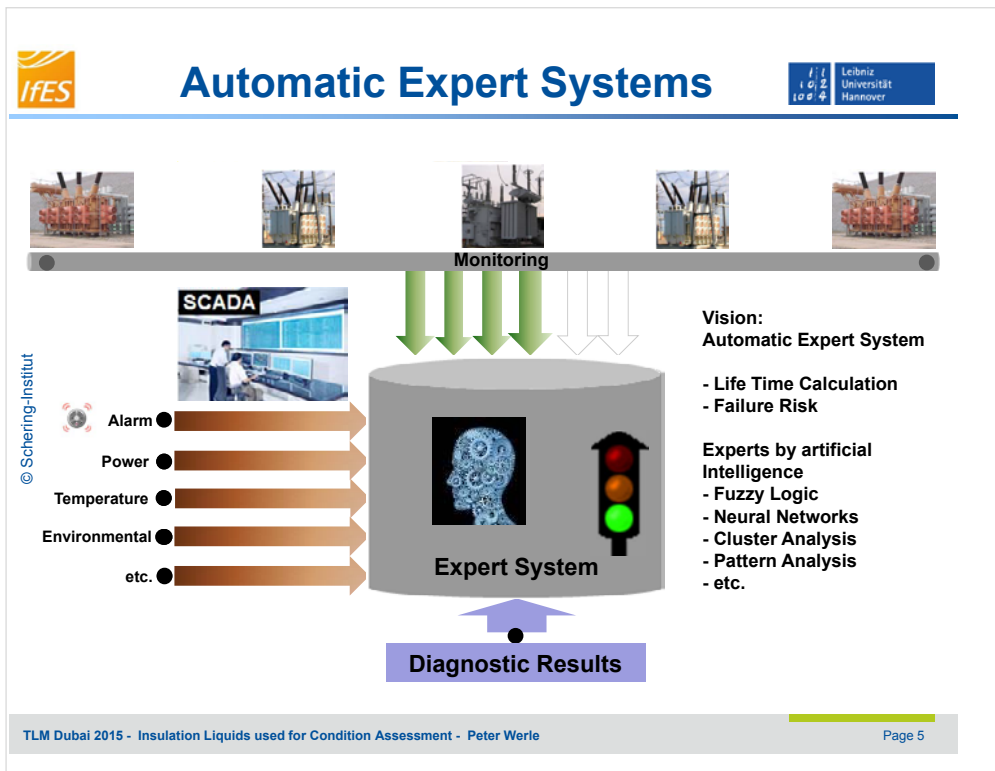 IfES
Automatic Expert Systems
Leibniz
Universität
Hannover
Monitoring
SCADA
Alarm
Power
Temperature
Environmental
etc.
© Schering-Institut
Expert System
Diagnostic Results
Vision:
Automatic Expert System
- Life Time Calculation
- Failure Risk
Experts by artificial
Intelligence
- Fuzzy Logic
- Neural Networks
- Cluster Analysis
- Pattern Analysis
- etc.
TLM Dubai 2015 - Insulation Liquids used for Condition Assessment - Peter Werle
Page 5